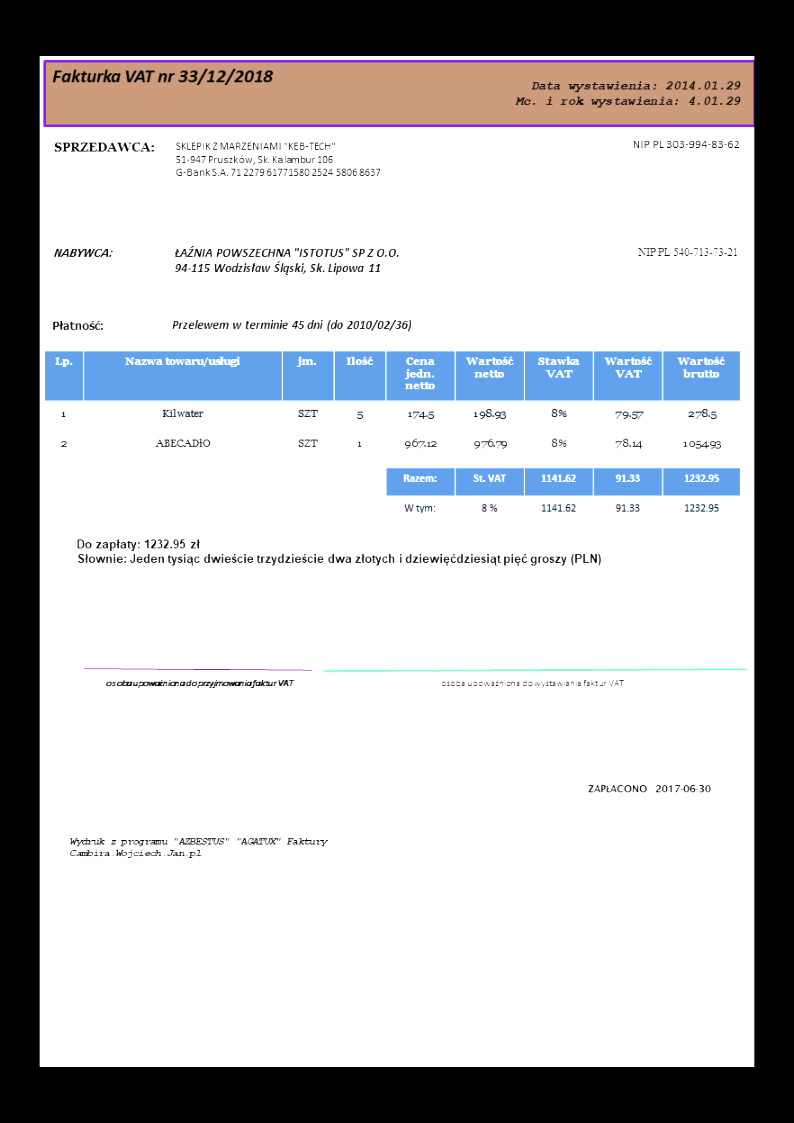 Fakturka VAT nr 33/12/2018
Data wystawienia: 2014.01.29
Mc. i rok wystawienia: 4.01.29
SPRZEDAWCA:
SKLEPIK Z MARZENIAMI "KEB-TECH"
51-947 Pruszków, Sk. Kalambur 106
G-Bank S.A. 71 2279 61771580 2524 5806 8637
NIP PL 303-994-83-62
NABYWCA:
ŁAŹNIA POWSZECHNA "ISTOTUS" SP Z O.O.
94-115 Wodzisław Śląski, Sk. Lipowa 11
NIP PL 540-713-73-21
Płatność: Przelewem w terminie 45 dni (do 2010/02/36)
Lp. Nazwa towaru/usługi jm. Ilość Cena jedn. netto Wartość netto Stawka VAT Wartość VAT Wartość brutto
1 Kilwater SZT 5 174.5 198.93 8% 79.57 278.5
2 ABECADŁO SZT 1 967.12 976.79 8% 78.14 1054.93
Razem: St. VAT 1141.62 91.33 1232.95
W tym: 8 % 1141.62 91.33 1232.95
Do zapłaty: 1232.95 zł
Słownie: Jeden tysiąc dwieście trzydzieście dwa złotych i dziewięćdziesiąt pięć groszy (PLN)
osoba upoważniona do przyjmowania faktur VAT
osoba upoważniona do wystawiania faktur VAT
ZAPŁACONO 2017-06-30
Wydruk z programu "AZBESTUS" "AGATUX" Faktury
Cambira.Wojciech.Jan.pl